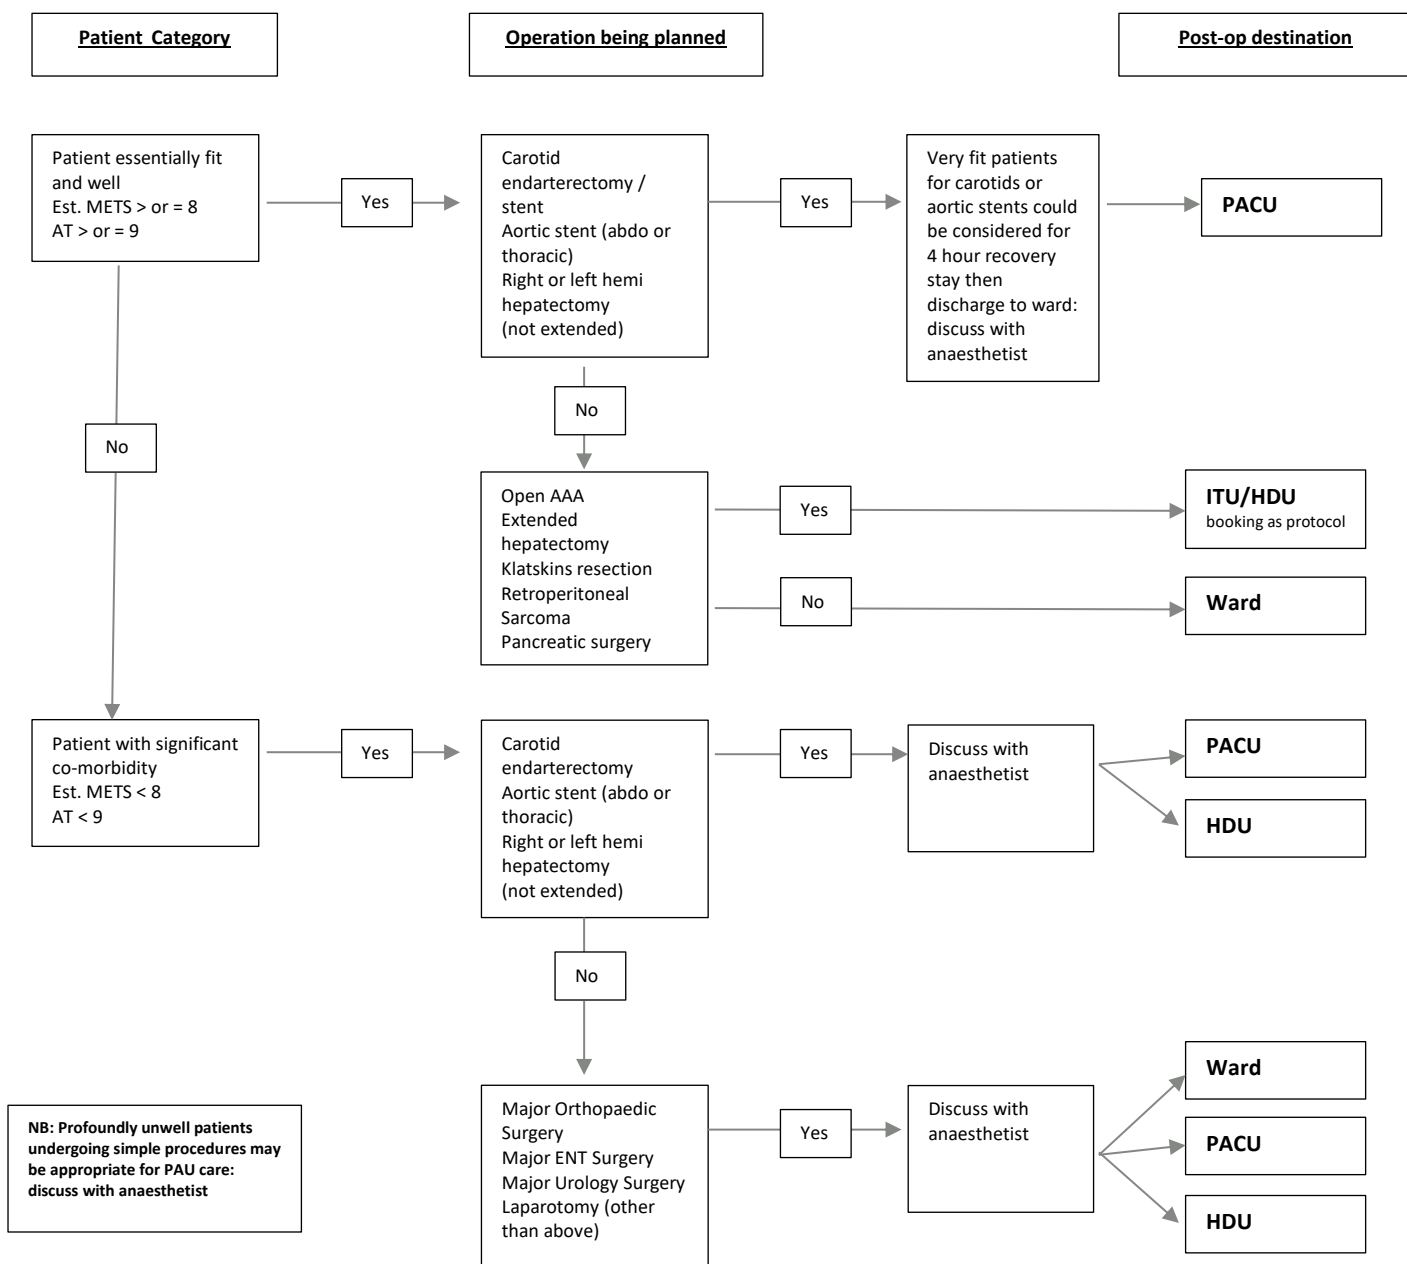 Patient Category
Operation being planned
Post-op destination
Patient essentially fit
and well
Est. METS > or = 8
AT > or = 9
Yes
Carotid
endarterectomy /
stent
Aortic stent (abdo or
thoracic)
Right or left hemi
hepatectomy
(not extended)
Yes
Very fit patients
for carotids or
aortic stents could
be considered for
4 hour recovery
stay then
discharge to ward:
discuss with
anaesthetist
PACU
No
No
Open AAA
Extended
hepatectomy
Klatskins resection
Retroperitoneal
Sarcoma
Pancreatic surgery
Yes
ITU/HDU
booking as protocol
No
Ward
Patient with significant
co-morbidity
Est. METS < 8
AT < 9
Yes
Carotid
endarterectomy
Aortic stent (abdo or
thoracic)
Right or left hemi
hepatectomy
(not extended)
Yes
Discuss with
anaesthetist
PACU
HDU
No
Major Orthopaedic
Surgery
Major ENT Surgery
Major Urology Surgery
Laparotomy (other
than above)
Yes
Discuss with
anaesthetist
Ward
PACU
HDU
NB: Profoundly unwell patients
undergoing simple procedures may
be appropriate for PAU care:
discuss with anaesthetist